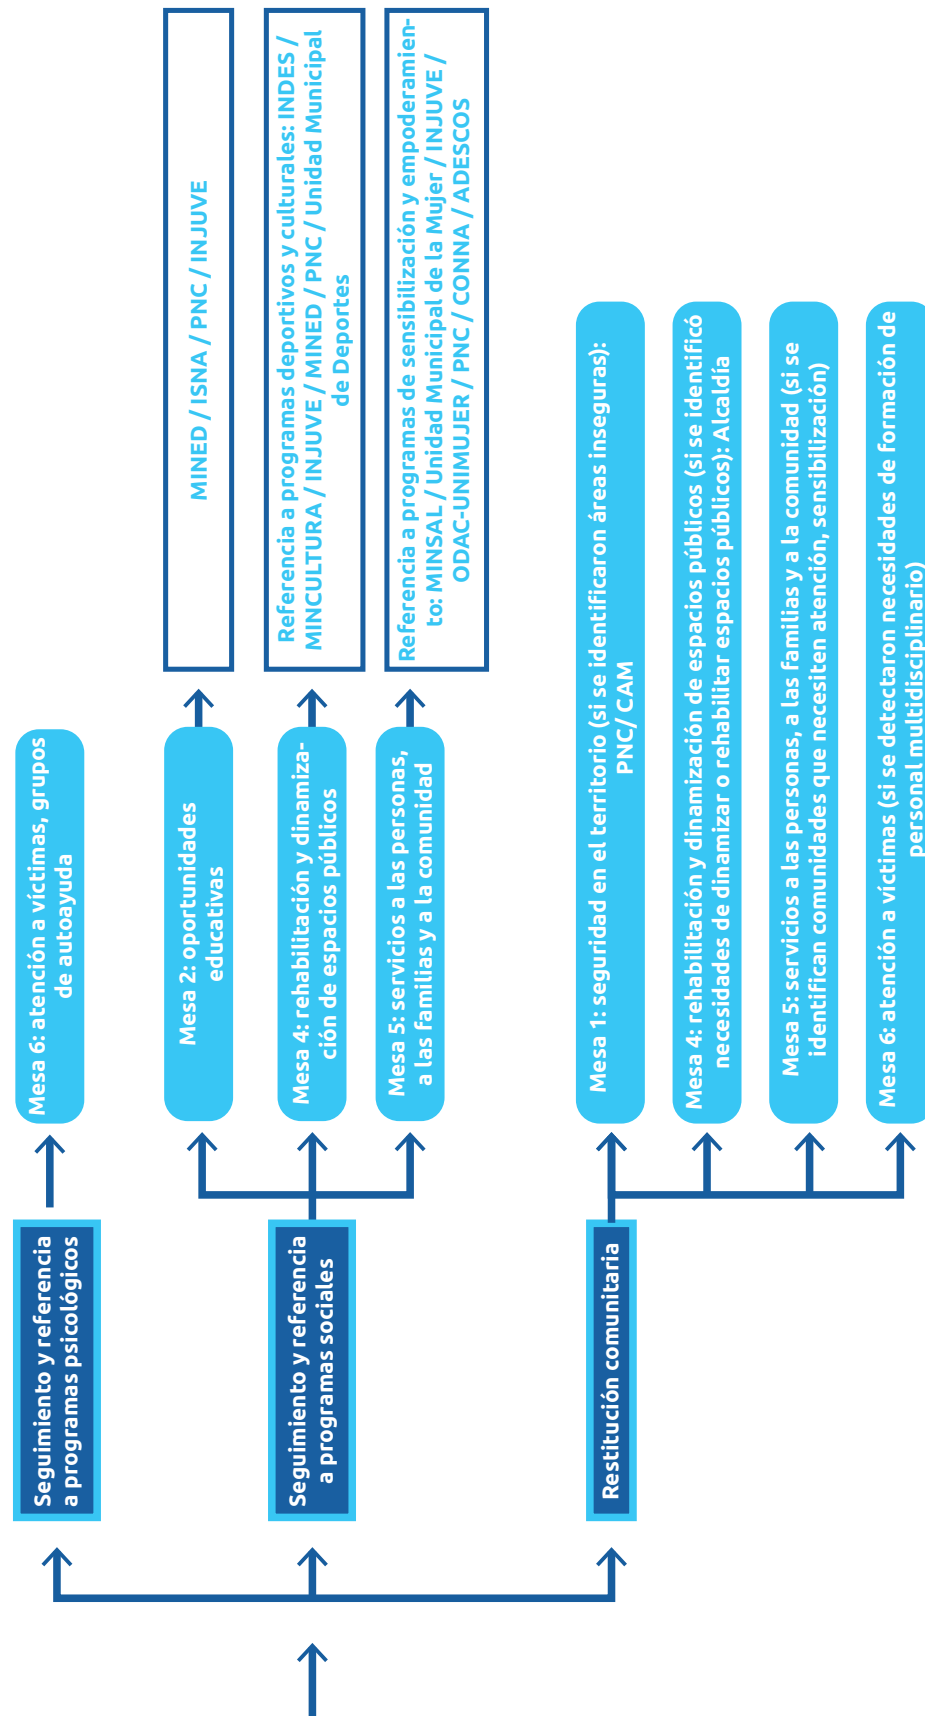 Seguimiento y referencia
a programas psicológicos
Mesa 6: atención a víctimas, grupos
de autoayuda
Seguimiento y referencia
a programas sociales
Mesa 2: oportunidades
educativas
MINED / ISNA / PNC / INJUVE
Mesa 4: rehabilitación y dinamiza-
ción de espacios públicos
Referencia a programas deportivos y culturales: INDES /
MINCULTURA / INJUVE / MINED / PNC / Unidad Municipal
de Deportes
Mesa 5: servicios a las personas,
a las familias y a la comunidad
Referencia a programas de sensibilización y empoderamien-
to: MINSAL / Unidad Municipal de la Mujer / INJUVE /
ODAC-UNIMUJER / PNC / CONNA / ADESCOS
Restitución comunitaria
Mesa 1: seguridad en el territorio (si se identificaron áreas inseguras):
PNC/ CAM
Mesa 4: rehabilitación y dinamización de espacios públicos (si se identificó
necesidades de dinamizar o rehabilitar espacios públicos): Alcaldía
Mesa 5: servicios a las personas, a las familias y a la comunidad (si se
identifican comunidades que necesiten atención, sensibilización)
Mesa 6: atención a víctimas (si se detectaron necesidades de formación de
personal multidisciplinario)